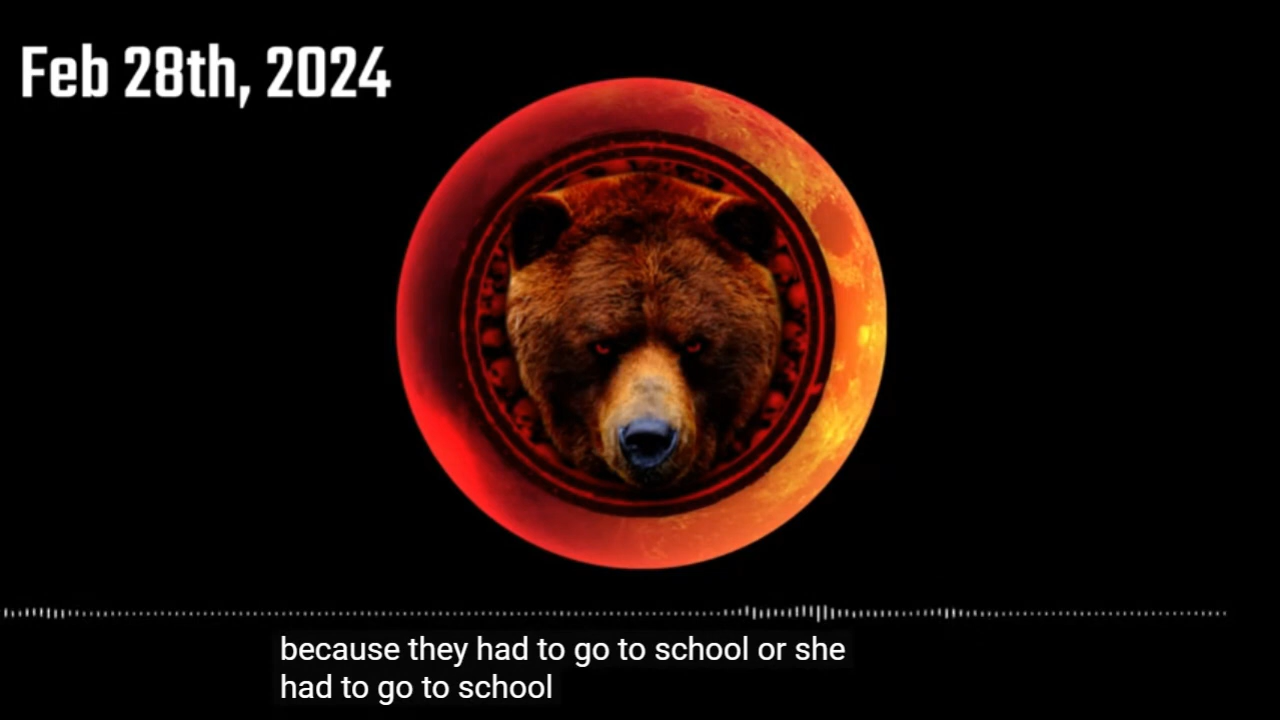 Feb 28th, 2024
because they had to go to school or she
had to go to school